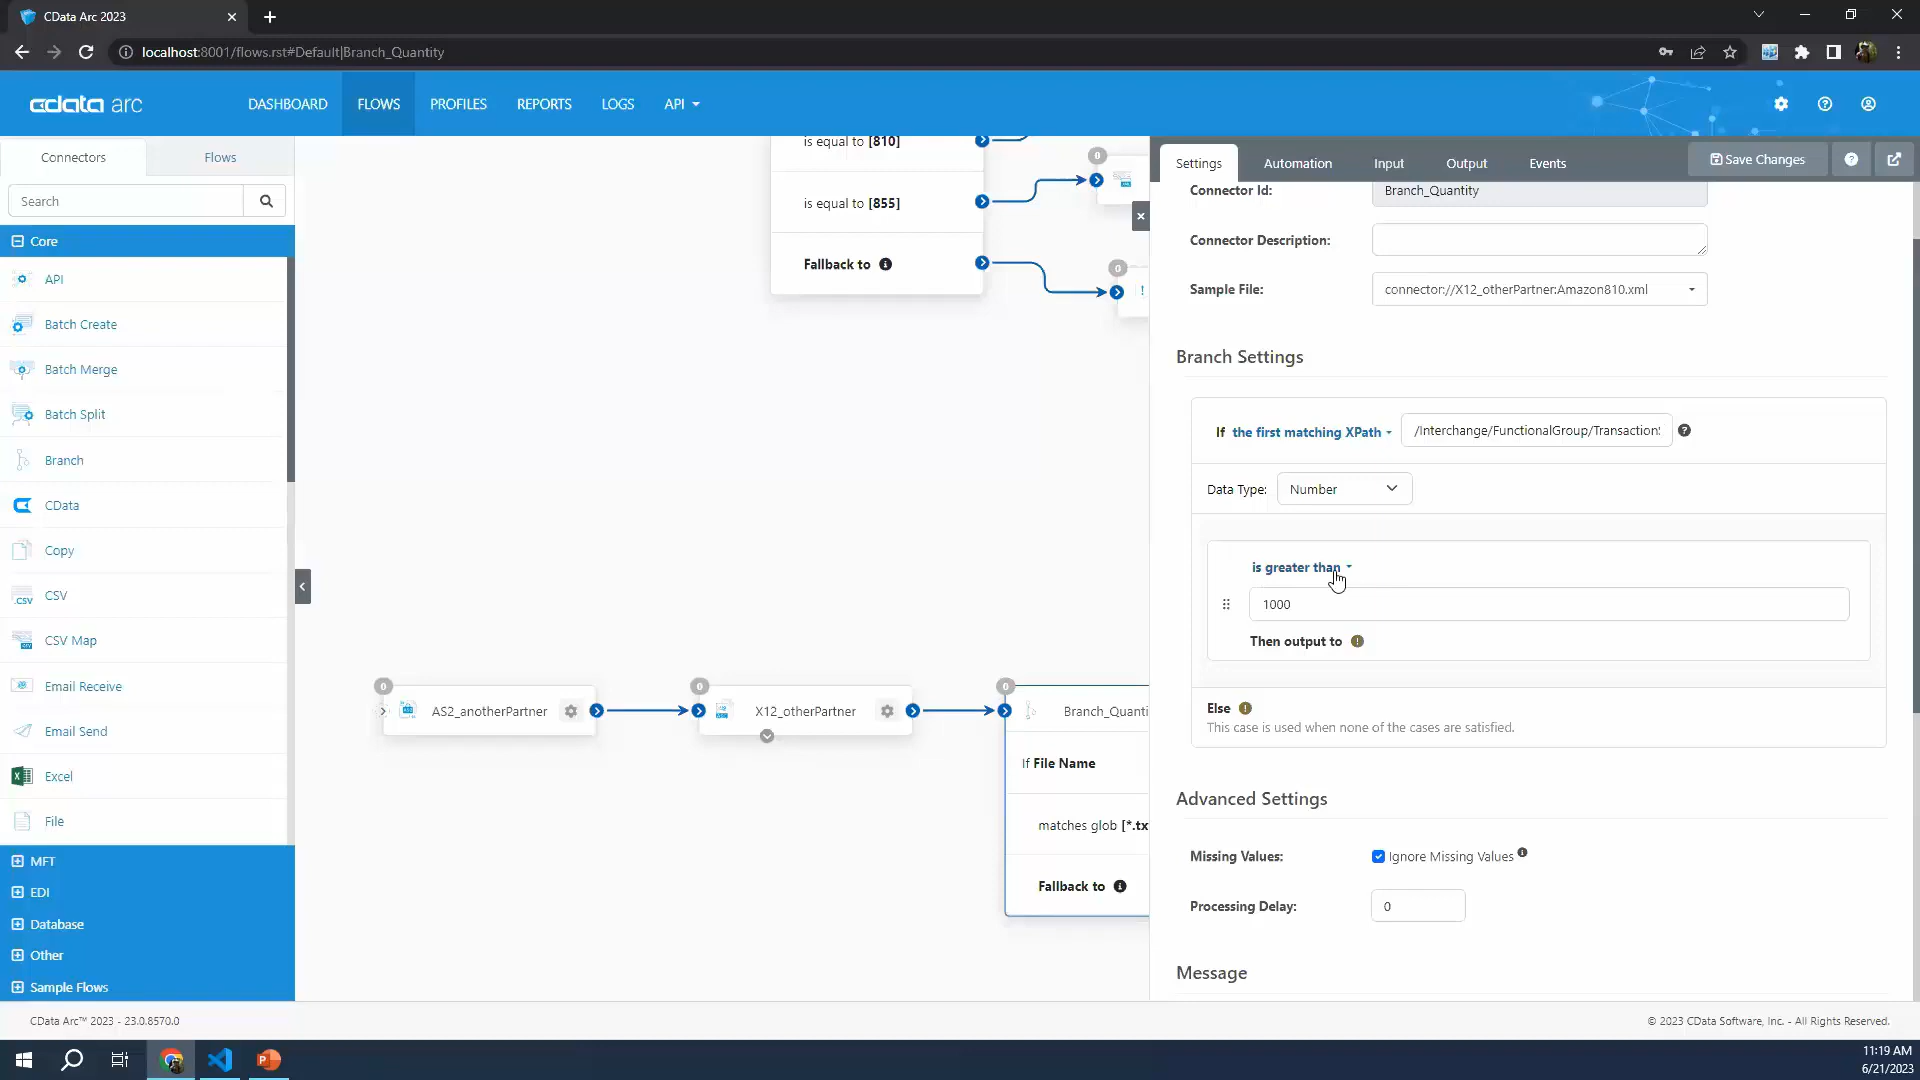 CData Arc 2023
localhost:8001/flows.rst#Default|Branch_Quantity
cdata arc
DASHBOARD
FLOWS
PROFILES
REPORTS
LOGS
API
Connectors
Flows
Search
Core
API
Batch Create
Batch Merge
Batch Split
Branch
CData
Copy
CSV
CSV Map
Email Receive
Email Send
Excel
File
MFT
EDI
Database
Other
Sample Flows
is equal to [810]
is equal to [855]
Fallback to
0
0
0
AS2_anotherPartner
0
X12_otherPartner
0
Branch_Quanti
If File Name
matches glob [*.tx
Fallback to
Settings
Automation
Input
Output
Events
Save Changes
Connector Id:
Branch_Quantity
Connector Description:
Sample File:
connector://X12_otherPartner:Amazon810.xml
Branch Settings
If the first matching XPath
/Interchange/FunctionalGroup/Transaction
Data Type:
Number
is greater than
1000
Then output to
Else
This case is used when none of the cases are satisfied.
Advanced Settings
Missing Values:
Ignore Missing Values
Processing Delay:
0
Message
CData Arc™ 2023 - 23.0.8570.0
© 2023 CData Software, Inc. - All Rights Reserved.
11:19 AM
6/21/2023